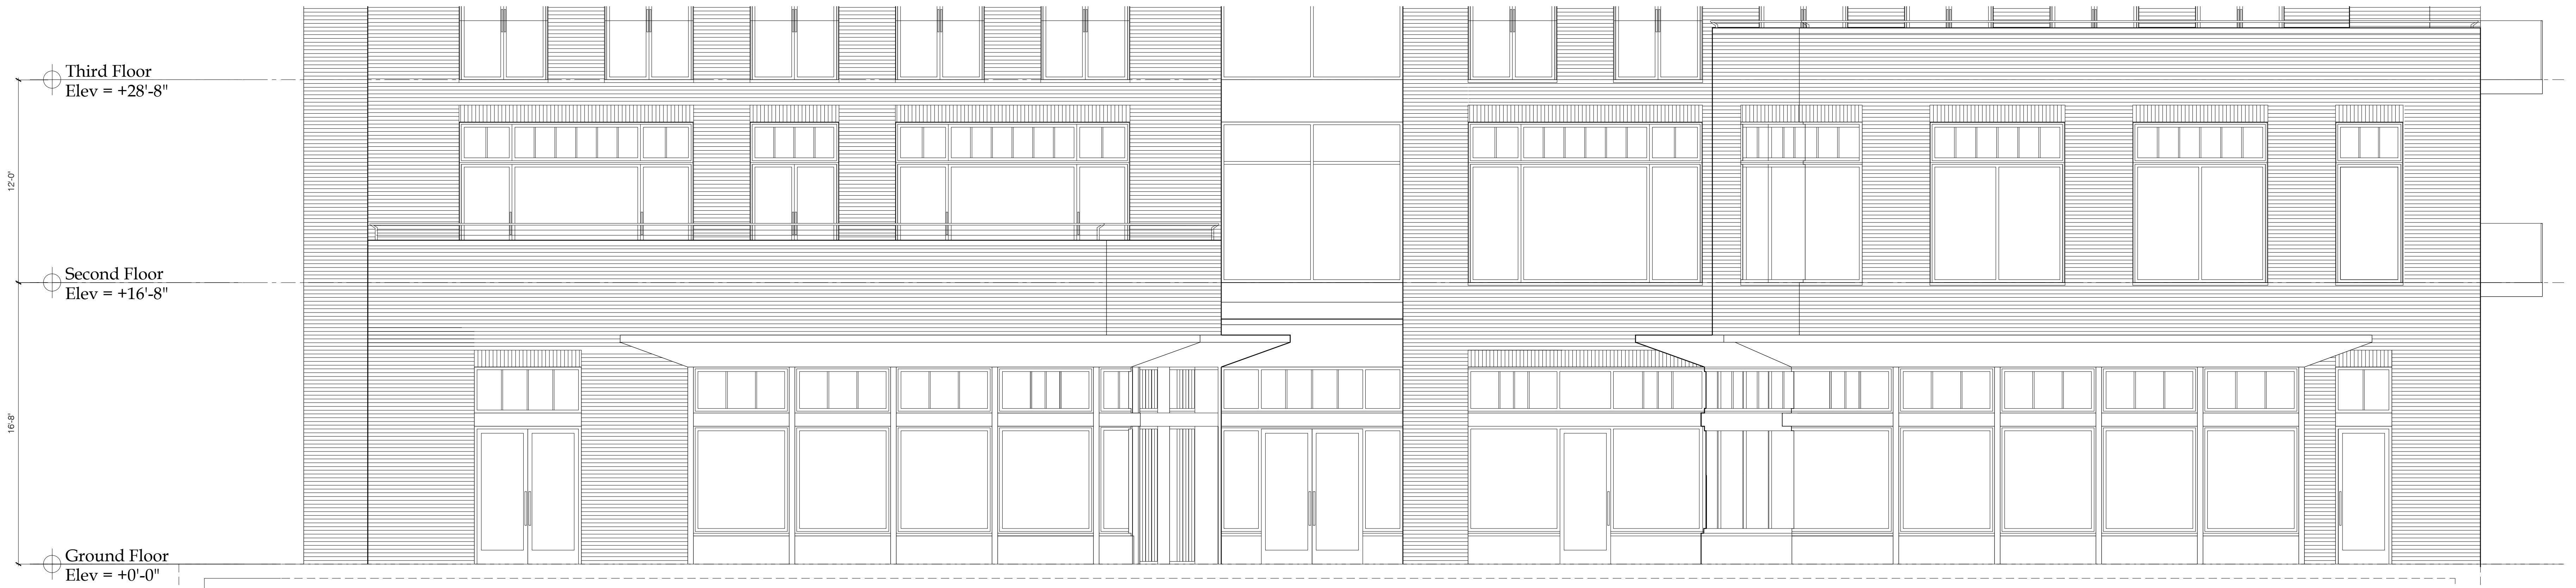 Third Floor
Elev = +28'-8"
12'-0"
Second Floor
Elev = +16'-8"
16'-8"
Ground Floor
Elev = +0'-0"